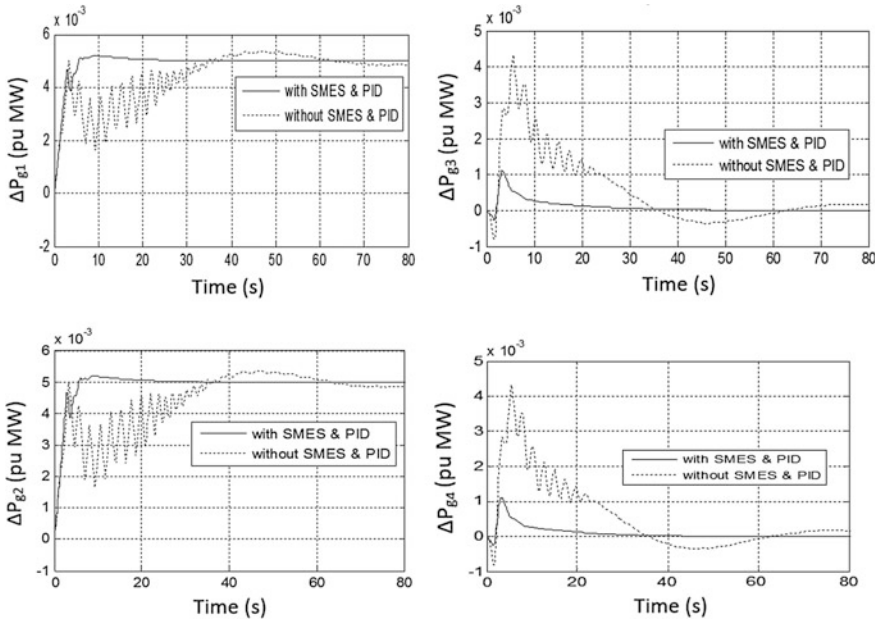 x 10⁻³
6
4
2
0
-2
ΔPg1 (pu MW)
with SMES & PID
without SMES & PID
0 10 20 30 40 50 60 70 80
Time (s)
x 10⁻³
5
4
3
2
1
0
-1
ΔPg3 (pu MW)
with SMES & PID
without SMES & PID
0 10 20 30 40 50 60 70 80
Time (s)
x 10⁻³
6
5
4
3
2
1
0
-1
ΔPg2 (pu MW)
with SMES & PID
without SMES & PID
0 20 40 60 80
Time (s)
x 10⁻³
5
4
3
2
1
0
-1
ΔPg4 (pu MW)
with SMES & PID
without SMES & PID
0 20 40 60 80
Time (s)